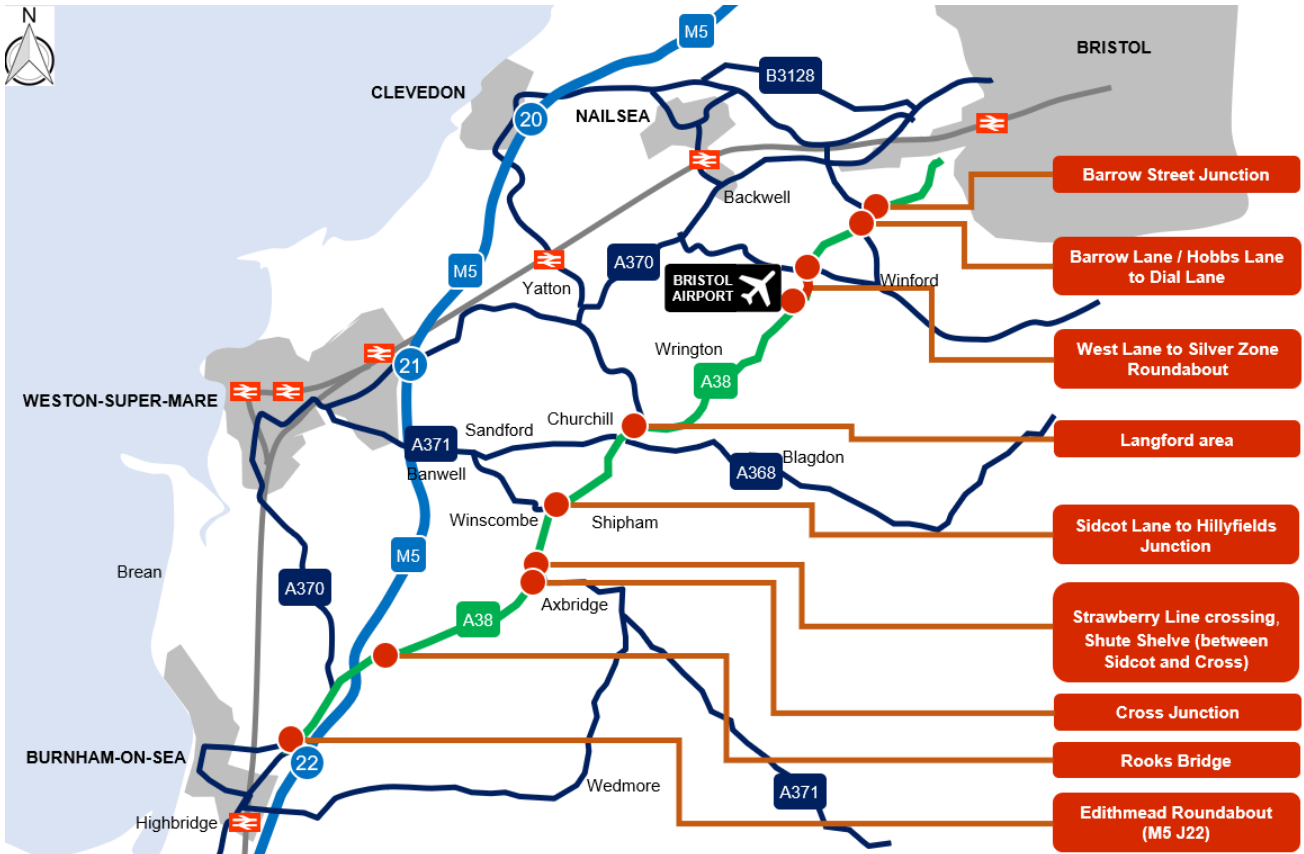 N
M5
BRISTOL
B3128
CLEVEDON
20
NAILSEA
Barrow Street Junction
Backwell
Barrow Lane / Hobbs Lane
to Dial Lane
M5
A370
Yatton
BRISTOL
AIRPORT
Winford
West Lane to Silver Zone
Roundabout
Wrington
21
A38
WESTON-SUPER-MARE
Churchill
Sandford
A371
Langford area
Banwell
Blagdon
A368
Winscombe
Shipham
Sidcot Lane to Hillyfields
Junction
M5
Brean
A370
Axbridge
A38
Strawberry Line crossing,
Shute Shelve (between
Sidcot and Cross)
Cross Junction
BURNHAM-ON-SEA
22
Rooks Bridge
Wedmore
A371
Highbridge
Edithmead Roundabout
(M5 J22)